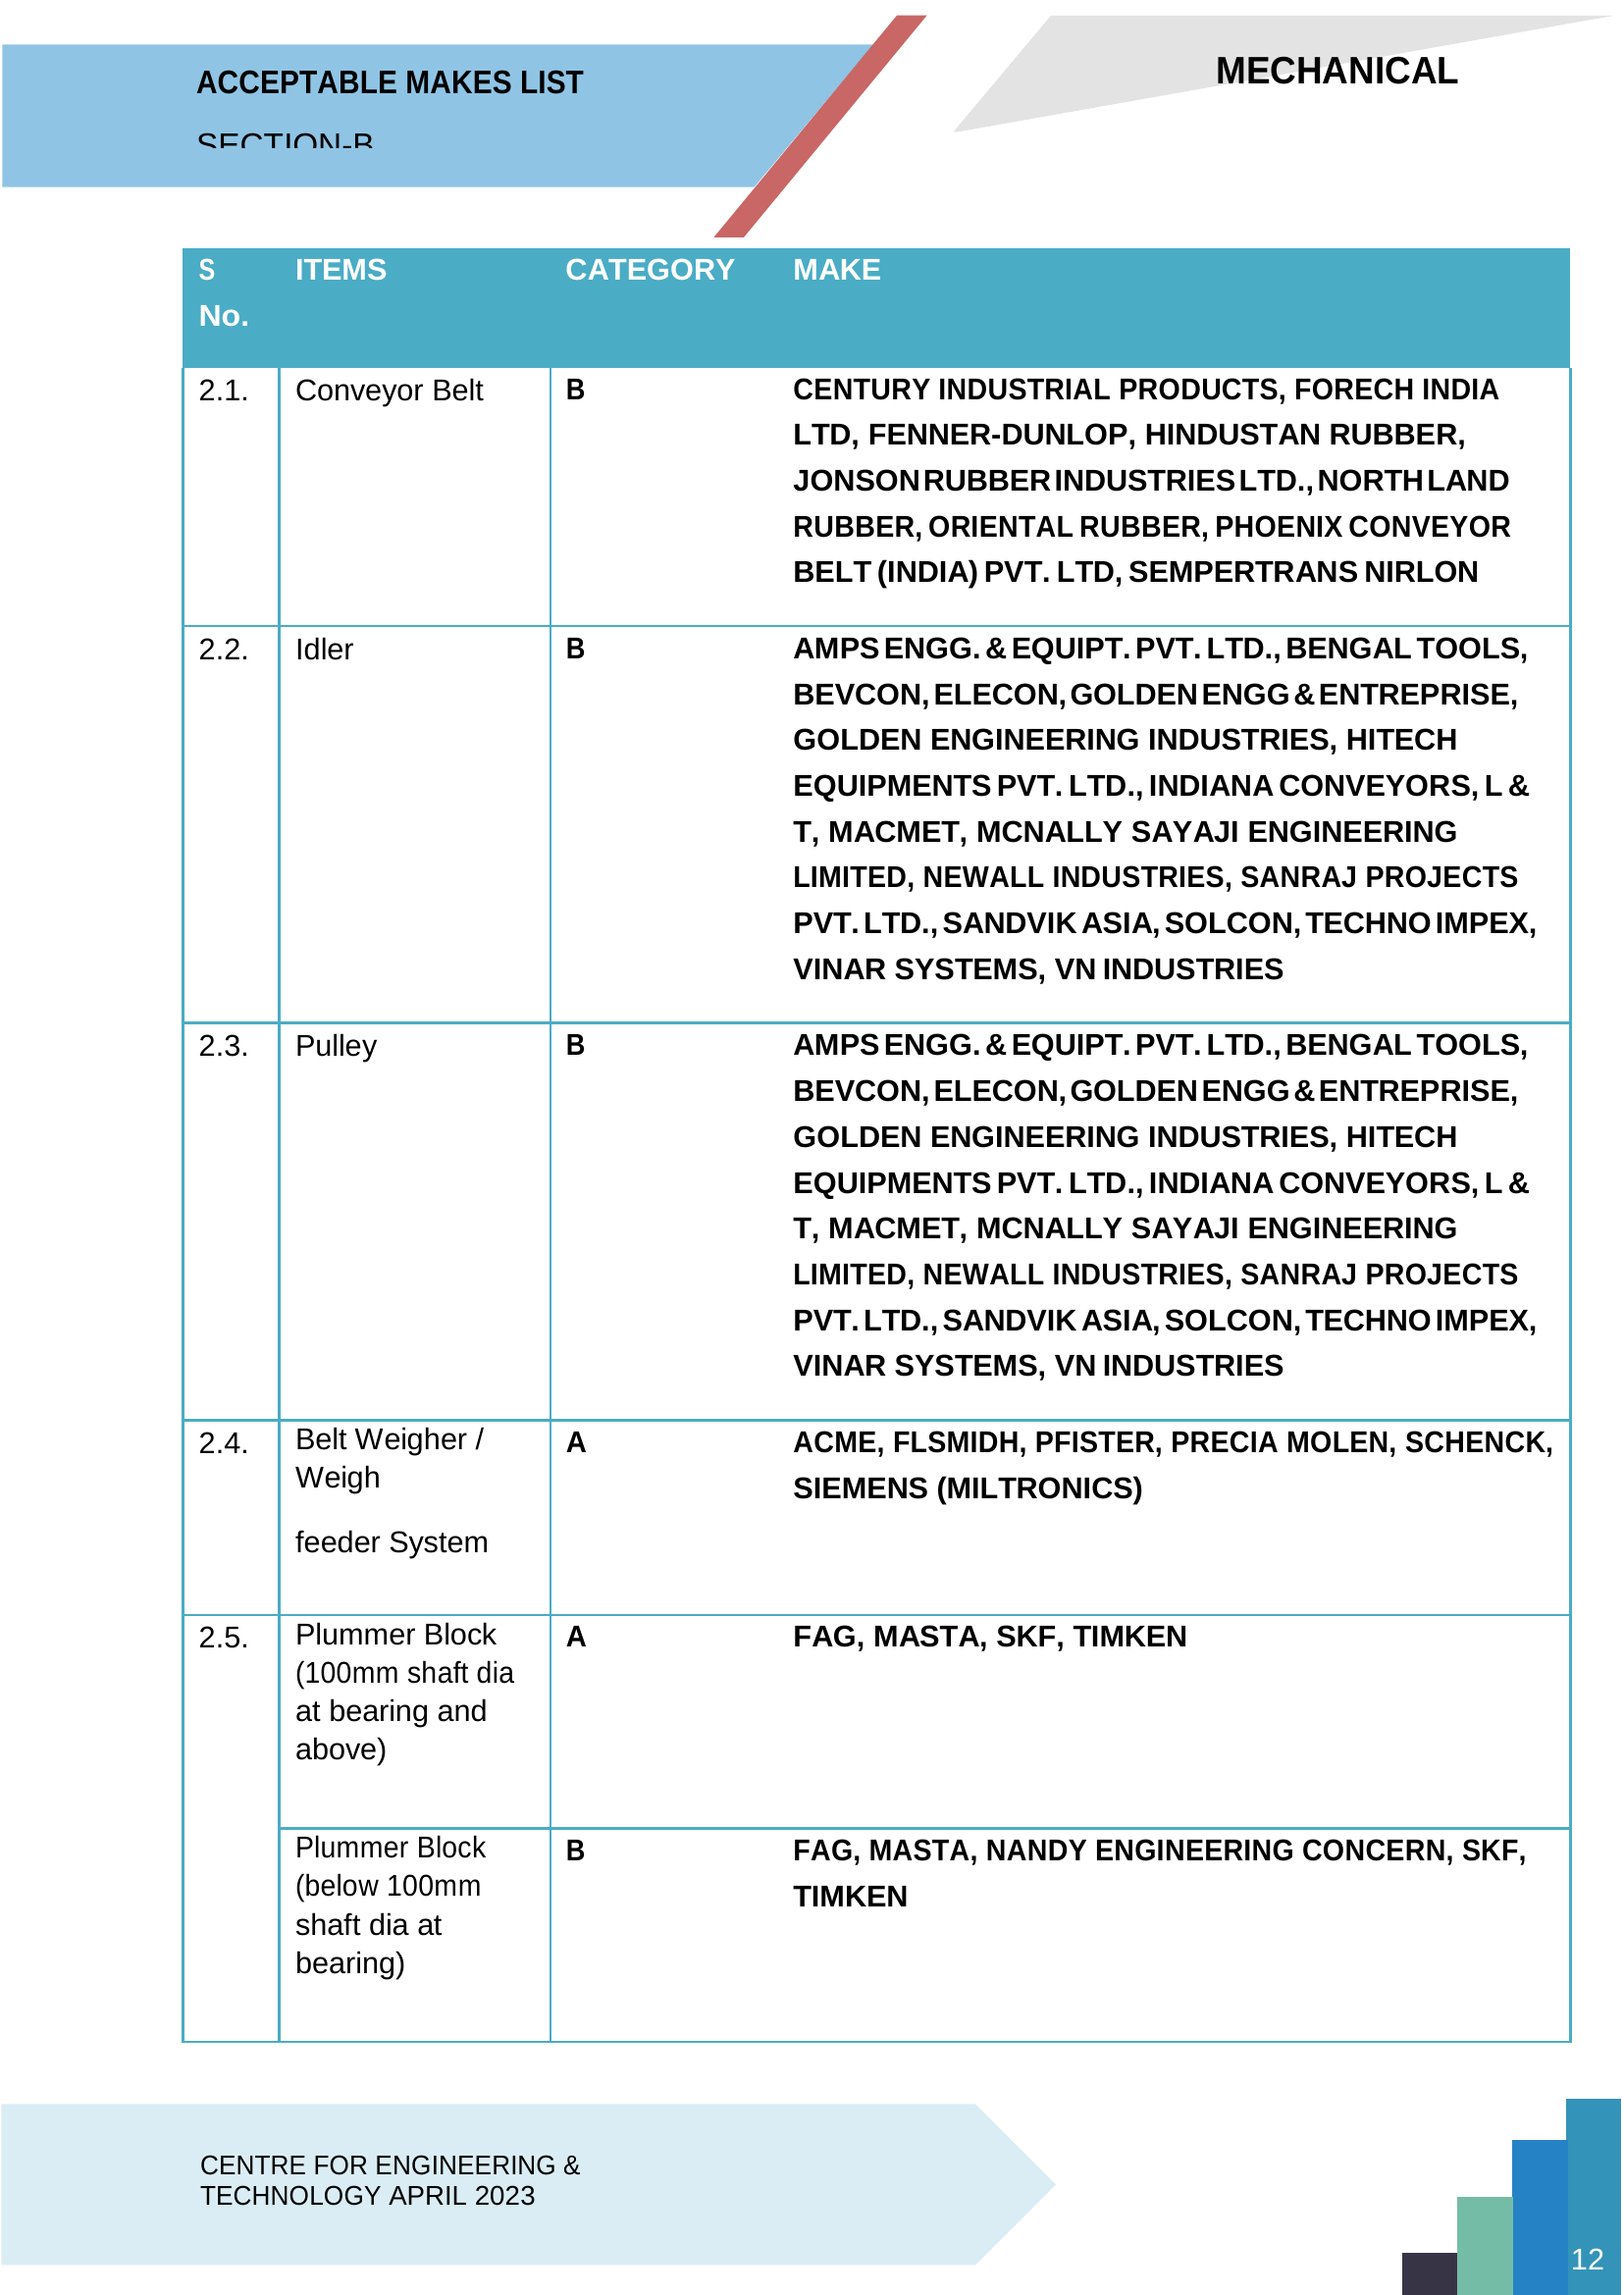 ACCEPTABLE MAKES LIST
SECTION-B
MECHANICAL
S No. ITEMS CATEGORY MAKE
2.1. Conveyor Belt B CENTURY INDUSTRIAL PRODUCTS, FORECH INDIA
LTD, FENNER-DUNLOP, HINDUSTAN RUBBER,
JONSON RUBBER INDUSTRIES LTD., NORTH LAND
RUBBER, ORIENTAL RUBBER, PHOENIX CONVEYOR
BELT (INDIA) PVT. LTD, SEMPERTRANS NIRLON
2.2. Idler B AMPS ENGG. & EQUIPT. PVT. LTD., BENGAL TOOLS,
BEVCON, ELECON, GOLDEN ENGG & ENTREPRISE,
GOLDEN ENGINEERING INDUSTRIES, HITECH
EQUIPMENTS PVT. LTD., INDIANA CONVEYORS, L &
T, MACMET, MCNALLY SAYAJI ENGINEERING
LIMITED, NEWALL INDUSTRIES, SANRAJ PROJECTS
PVT. LTD., SANDVIK ASIA, SOLCON, TECHNO IMPEX,
VINAR SYSTEMS, VN INDUSTRIES
2.3. Pulley B AMPS ENGG. & EQUIPT. PVT. LTD., BENGAL TOOLS,
BEVCON, ELECON, GOLDEN ENGG & ENTREPRISE,
GOLDEN ENGINEERING INDUSTRIES, HITECH
EQUIPMENTS PVT. LTD., INDIANA CONVEYORS, L &
T, MACMET, MCNALLY SAYAJI ENGINEERING
LIMITED, NEWALL INDUSTRIES, SANRAJ PROJECTS
PVT. LTD., SANDVIK ASIA, SOLCON, TECHNO IMPEX,
VINAR SYSTEMS, VN INDUSTRIES
2.4. Belt Weigher /
Weigh
feeder System
A ACME, FLSMIDH, PFISTER, PRECIA MOLEN, SCHENCK,
SIEMENS (MILTRONICS)
2.5. Plummer Block
(100mm shaft dia
at bearing and
above)
A FAG, MASTA, SKF, TIMKEN
Plummer Block
(below 100mm
shaft dia at
bearing)
B FAG, MASTA, NANDY ENGINEERING CONCERN, SKF,
TIMKEN
CENTRE FOR ENGINEERING &
TECHNOLOGY APRIL 2023
12